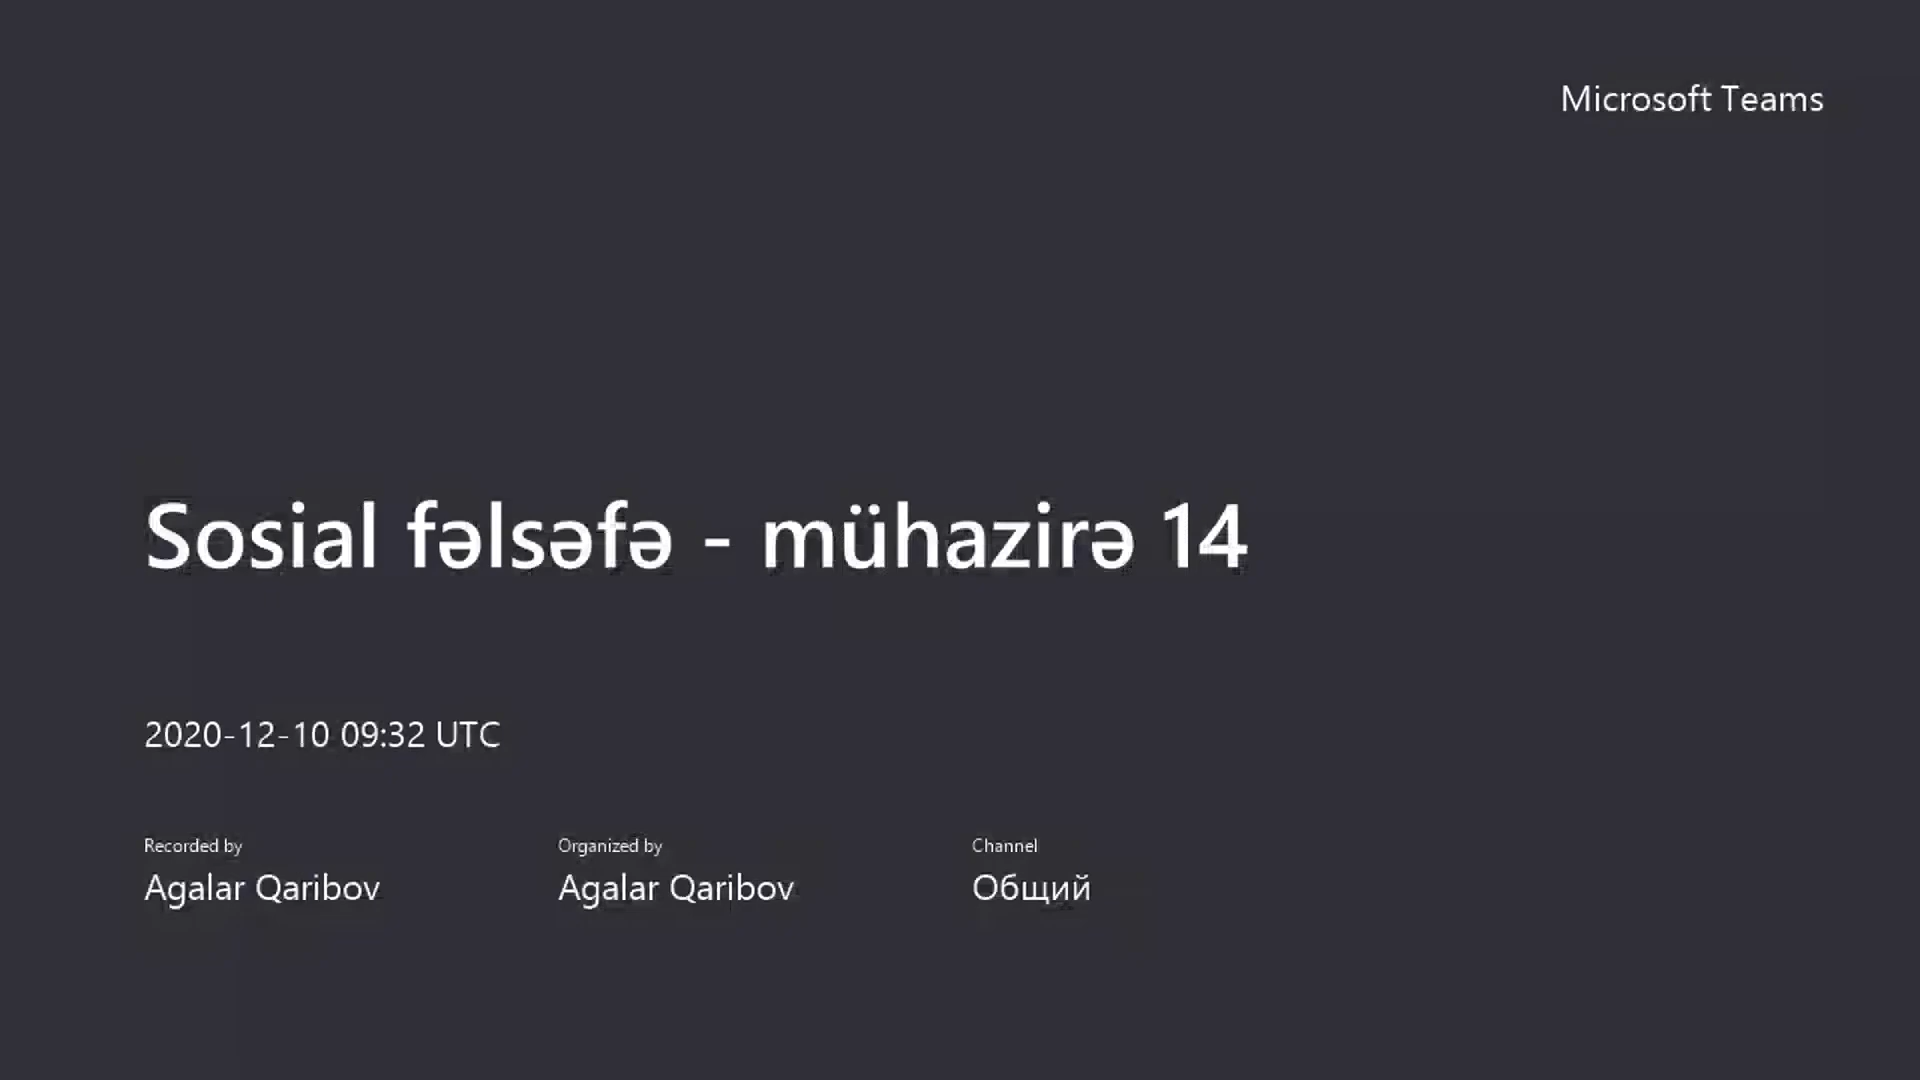 Microsoft Teams
Sosial fəlsəfə - mühazirə 14
2020-12-10 09:32 UTC
Recorded by
Agalar Qaribov
Organized by
Agalar Qaribov
Channel
Общий